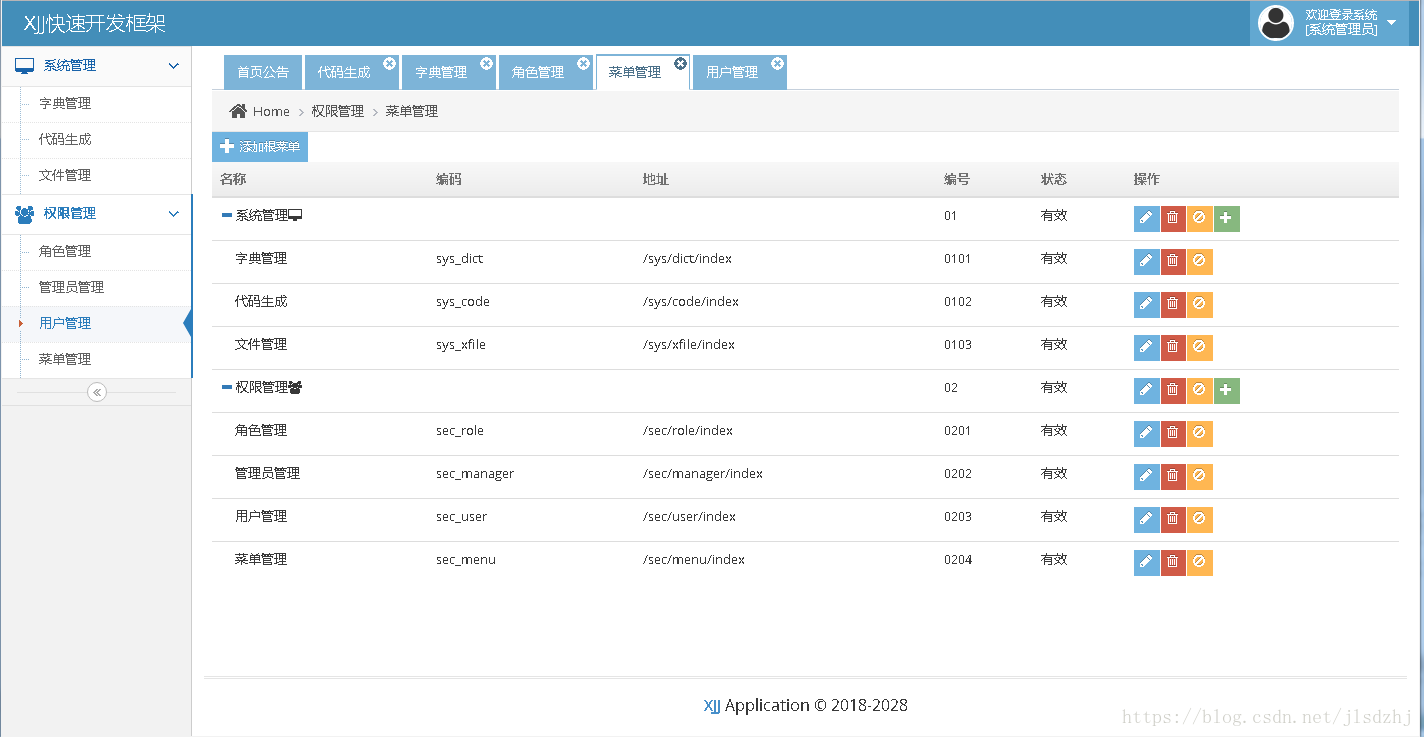 XJJ快速开发框架
欢迎登录系统
[系统管理员]
系统管理
字典管理
代码生成
文件管理
权限管理
角色管理
管理员管理
用户管理
菜单管理
首页公告 代码生成 字典管理 角色管理 菜单管理 用户管理
Home > 权限管理 > 菜单管理
添加根菜单
名称 编码 地址 编号 状态 操作
系统管理 01 有效
字典管理 sys_dict /sys/dict/index 0101 有效
代码生成 sys_code /sys/code/index 0102 有效
文件管理 sys_xfile /sys/xfile/index 0103 有效
权限管理 02 有效
角色管理 sec_role /sec/role/index 0201 有效
管理员管理 sec_manager /sec/manager/index 0202 有效
用户管理 sec_user /sec/user/index 0203 有效
菜单管理 sec_menu /sec/menu/index 0204 有效
XJJ Application © 2018-2028
https://blog.csdn.net/jlsdzhj